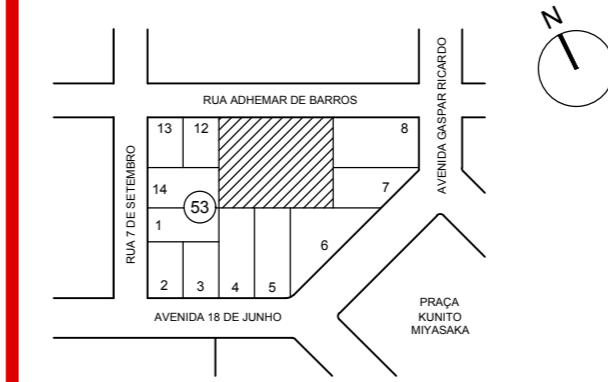 N
RUA ADHEMAR DE BARROS
AVENIDA GASPAR RICARDO
RUA 7 DE SETEMBRO
13
12
8
14
7
53
1
6
2
3
4
5
AVENIDA 18 DE JUNHO
PRAÇA
KUNITO
MIYASAKA